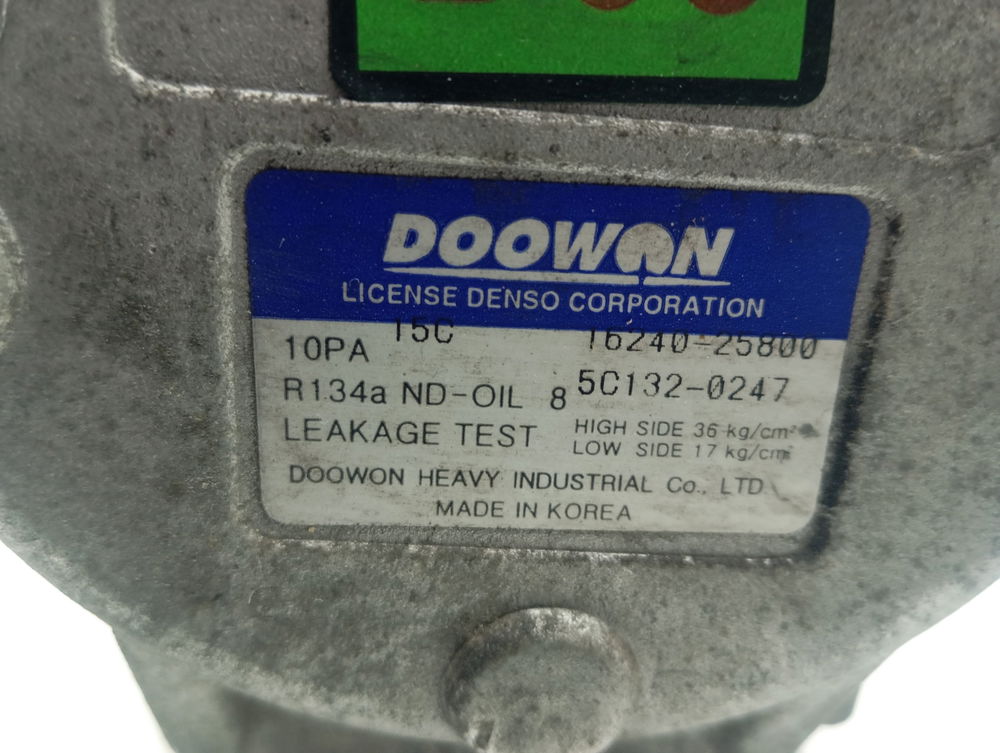 DOOWON
LICENSE DENSO CORPORATION
10PA 15C 16240-25800
R134a ND-OIL 8 5C132-0247
LEAKAGE TEST HIGH SIDE 36 kg/cm²
LOW SIDE 17 kg/cm²
DOOWON HEAVY INDUSTRIAL Co., LTD
MADE IN KOREA